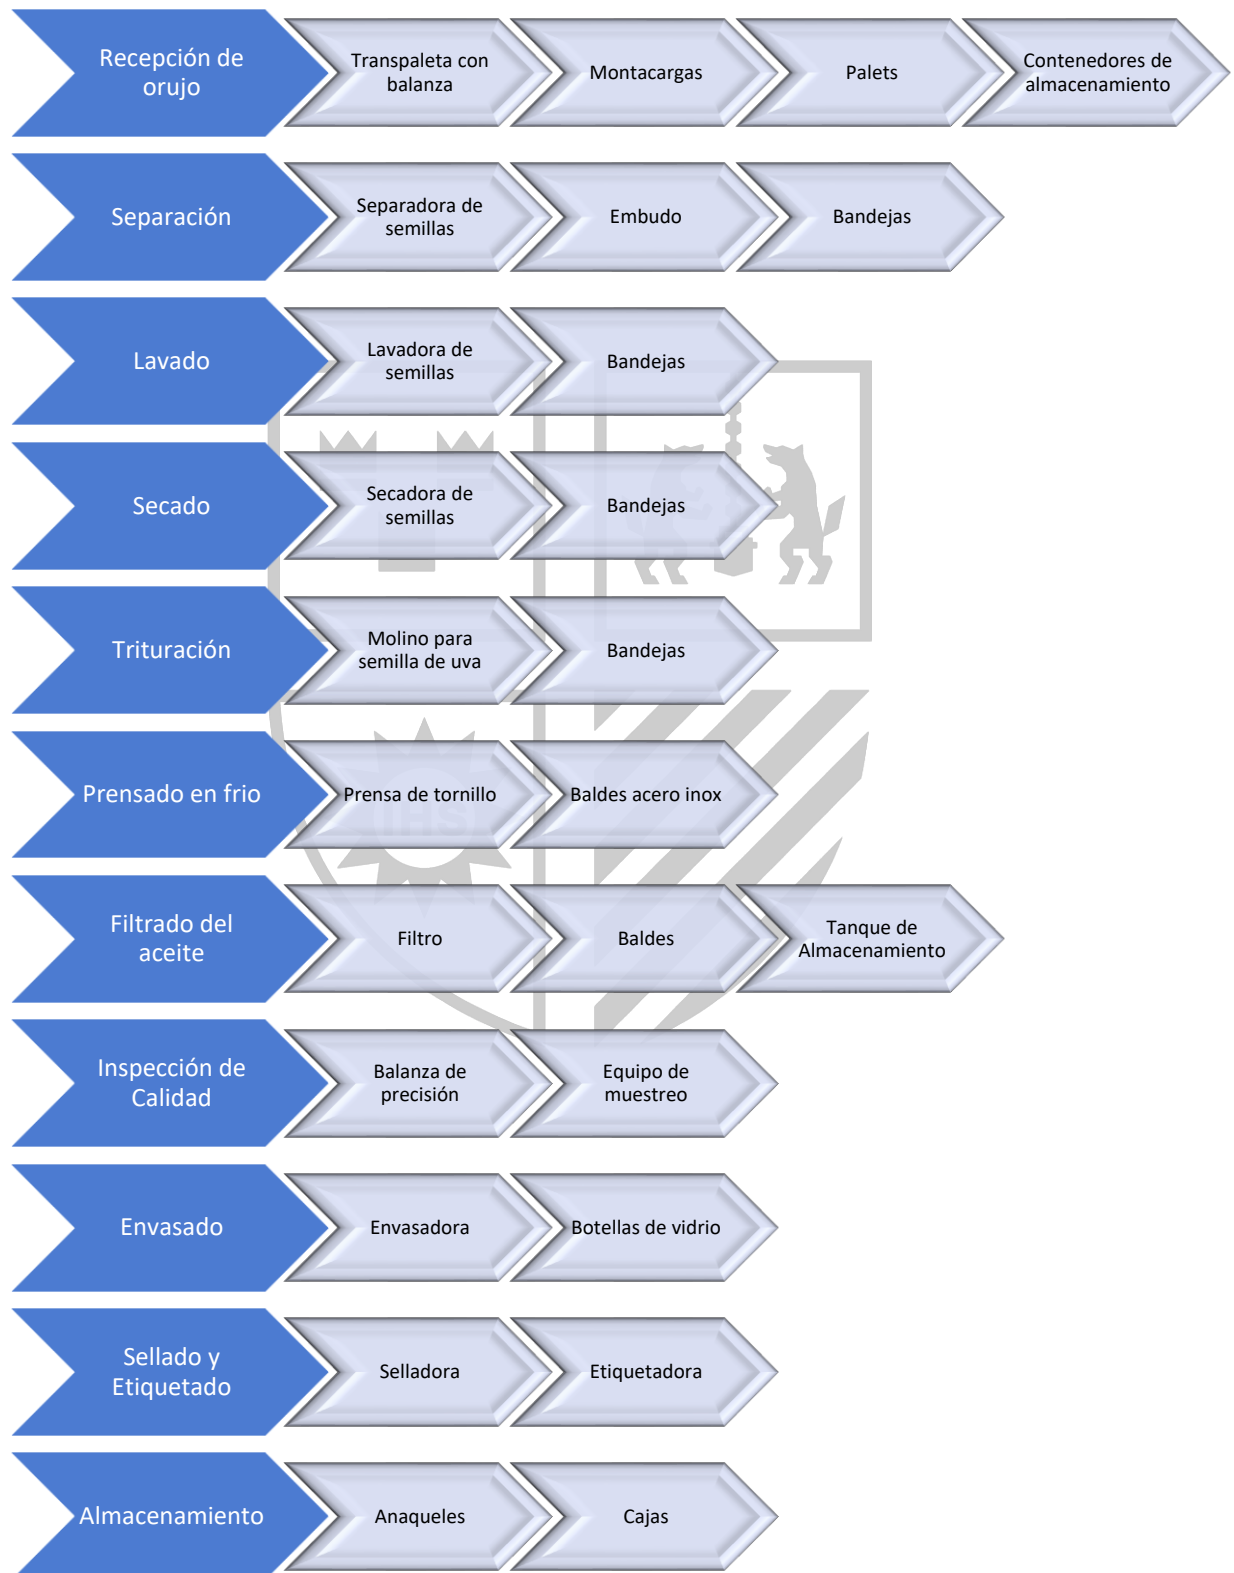 Recepción de
orujo
Transpaleta con
balanza
Montacargas
Palets
Contenedores de
almacenamiento
Separación
Separadora de
semillas
Embudo
Bandejas
Lavado
Lavadora de
semillas
Bandejas
Secado
Secadora de
semillas
Bandejas
Trituración
Molino para
semilla de uva
Bandejas
Prensado en frio
Prensa de tornillo
Baldes acero inox
IHS
Filtrado del
aceite
Filtro
Baldes
Tanque de
Almacenamiento
Inspección de
Calidad
Balanza de
precisión
Equipo de
muestreo
Envasado
Envasadora
Botellas de vidrio
Sellado y
Etiquetado
Selladora
Etiquetadora
Almacenamiento
Anaqueles
Cajas